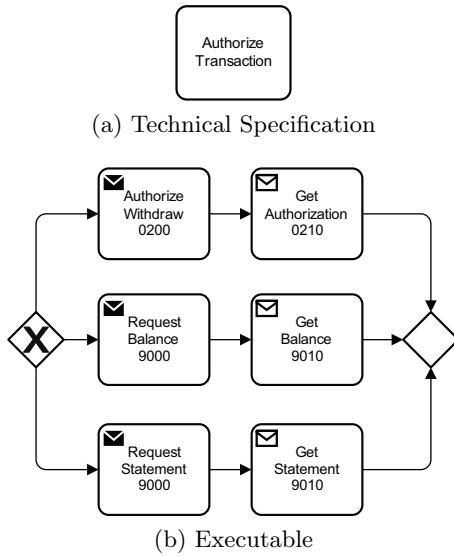 Authorize
Transaction
(a) Technical Specification
Authorize
Withdraw
0200
Get
Authorization
0210
X
Request
Balance
9000
Get
Balance
9010
Request
Statement
9000
Get
Statement
9010
(b) Executable